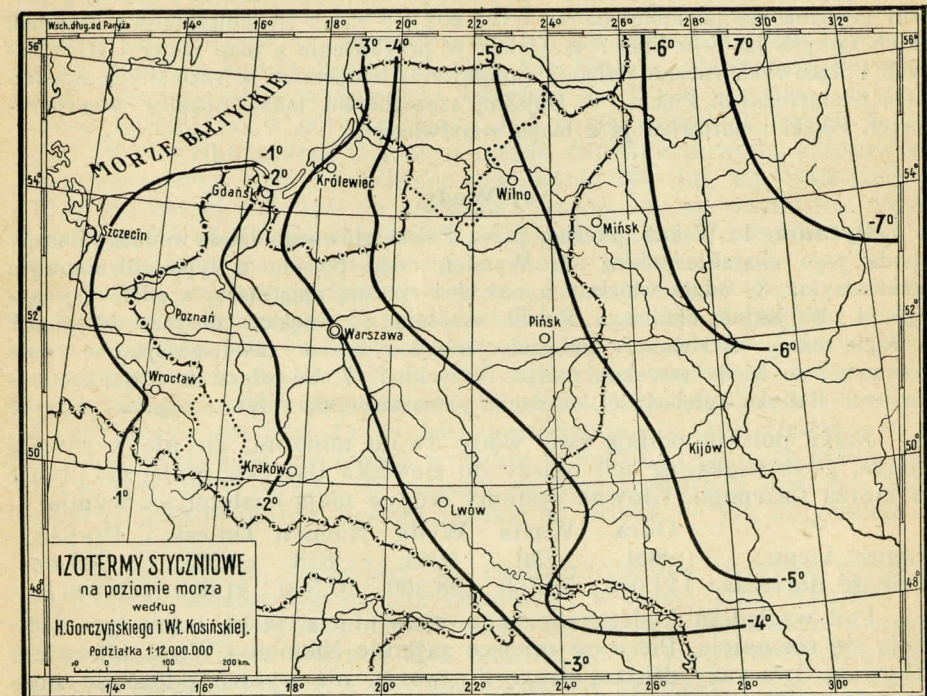 Wsch.dług.od Paryża
14° 16° 18° 20° 22° 24° 26° 28° 30° 32°
56° -3° -4° -5° -6° -7° 56°
MORZE BAŁTYCKIE
-1°
54° Gdańsk -2° Królewiec Wilno 54°
Szczecin Mińsk -7°
52° Poznań Warszawa Pińsk 52°
-6°
Wrocław
50° Kraków Kijów 50°
-1° -2° Lwów
IZOTERMY STYCZNIOWE
na poziomie morza
według
H.Gorczyńskiego i Wł. Kosińskiej.
Podziałka 1:12.000.000
0 100 200 km.
48° -5° 48°
-4°
-3°
14° 16° 18° 20° 22° 24° 26° 28° 30°